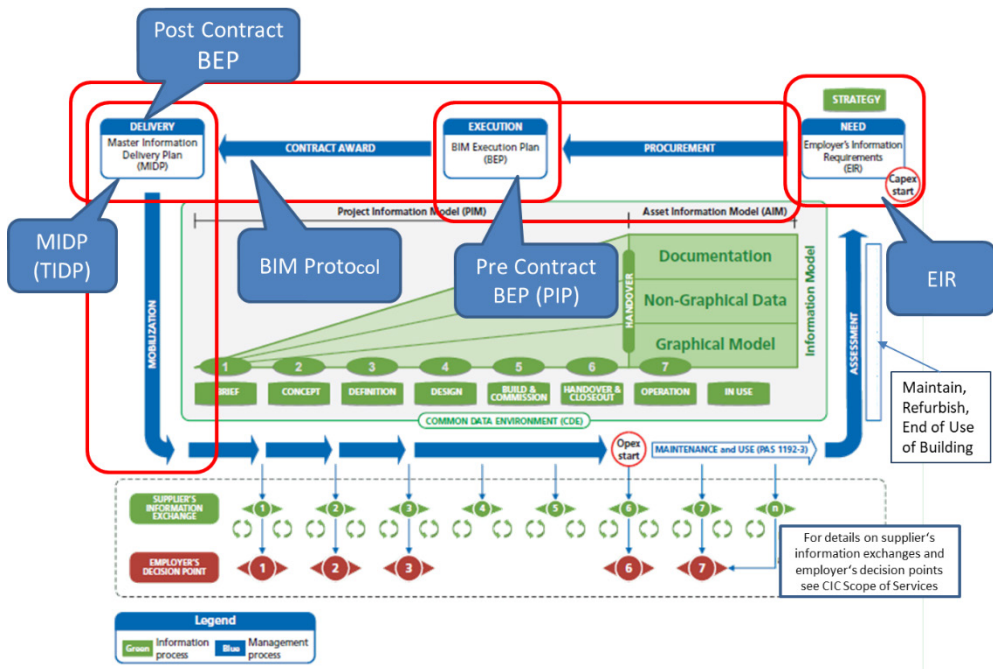 Post Contract
BEP
STRATEGY
DELIVERY
Master Information
Delivery Plan
(MIDP)
CONTRACT AWARD
EXECUTION
BIM Execution Plan
(BEP)
PROCUREMENT
NEED
Employer's Information
Requirements
(EIR)
Capex
start
MIDP
(TIDP)
BIM Protocol
Pre Contract
BEP (PIP)
EIR
Project Information Model (PIM)
Asset Information Model (AIM)
Documentation
Non-Graphical Data
Graphical Model
HANDOVER
Information Model
MOBILIZATION
ASSESSMENT
1
2
3
4
5
6
7
BRIEF
CONCEPT
DEFINITION
DESIGN
BUILD &
COMMISSION
HANDOVER &
CLOSEOUT
OPERATION
IN USE
COMMON DATA ENVIRONMENT (CDE)
Maintain,
Refurbish,
End of Use
of Building
Opex
start
MAINTENANCE and USE (PAS 1192-3)
SUPPLIER'S
INFORMATION
EXCHANGE
1
2
3
4
5
6
7
n
EMPLOYER'S
DECISION POINT
1
2
3
6
7
For details on supplier's
information exchanges and
employer's decision points
see CIC Scope of Services
Legend
Green
Information
process
Blue
Management
process